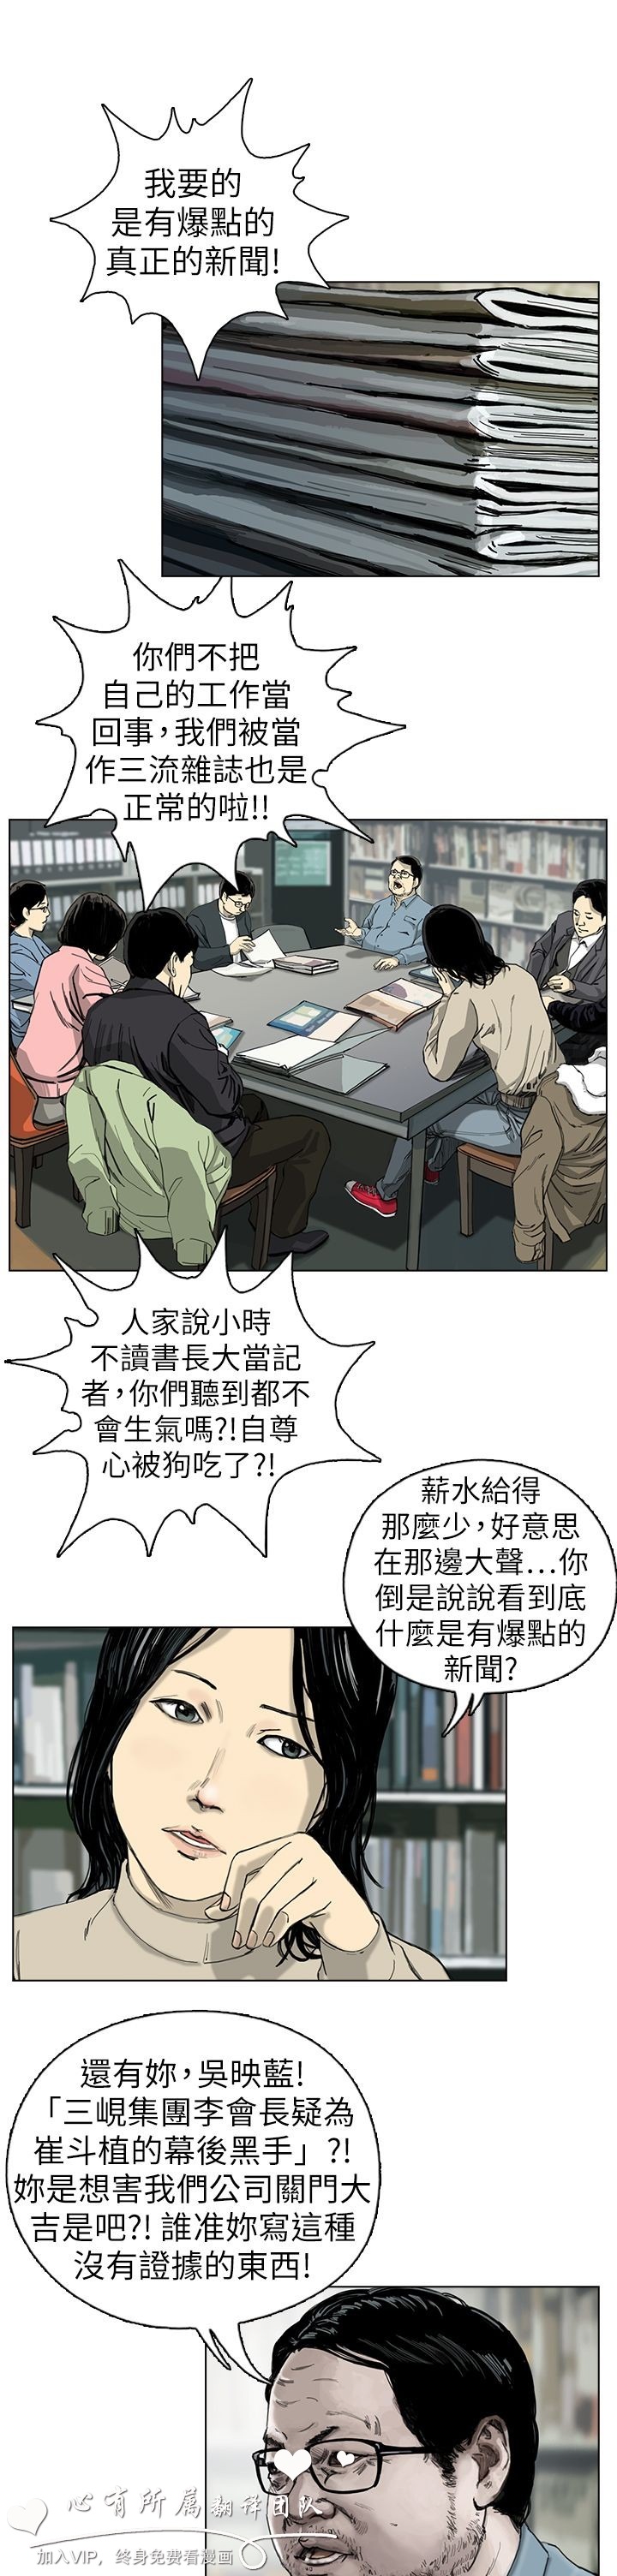 我要的
是有爆點的
真正的新聞!
你們不把
自己的工作當
回事,我們被當
作三流雜誌也是
正常的啦!!
人家說小時
不讀書長大當記
者,你們聽到都不
會生氣嗎?!自尊
心被狗吃了?!
薪水給得
那麼少,好意思
在那邊大聲...你
倒是說說看到底
什麼是有爆點的
新聞?
還有妳,吳映藍!
「三峴集團李會長疑為
崔斗植的幕後黑手」?!
妳是想害我們公司關門大
吉是吧?!誰准妳寫這種
沒有證據的東西!
心有所属翻译团队
加入VIP,终身免费看漫画